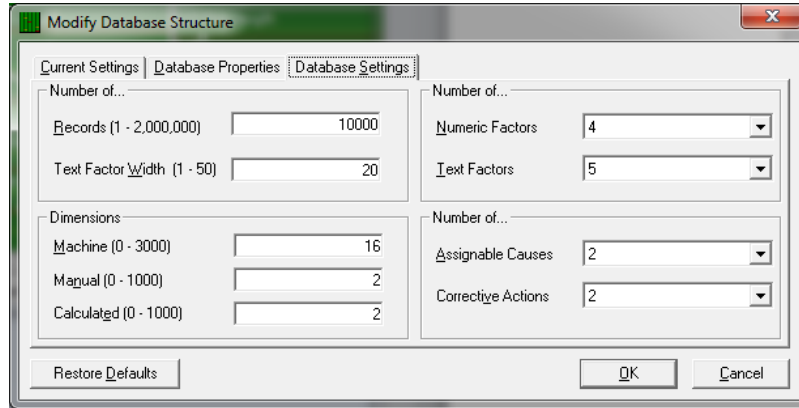 Modify Database Structure
Current Settings
Database Properties
Database Settings
Number of...
Records (1 - 2,000,000)
10000
Text Factor Width (1 - 50)
20
Number of...
Numeric Factors
4
Text Factors
5
Dimensions
Machine (0 - 3000)
16
Manual (0 - 1000)
2
Calculated (0 - 1000)
2
Number of...
Assignable Causes
2
Corrective Actions
2
Restore Defaults
OK
Cancel